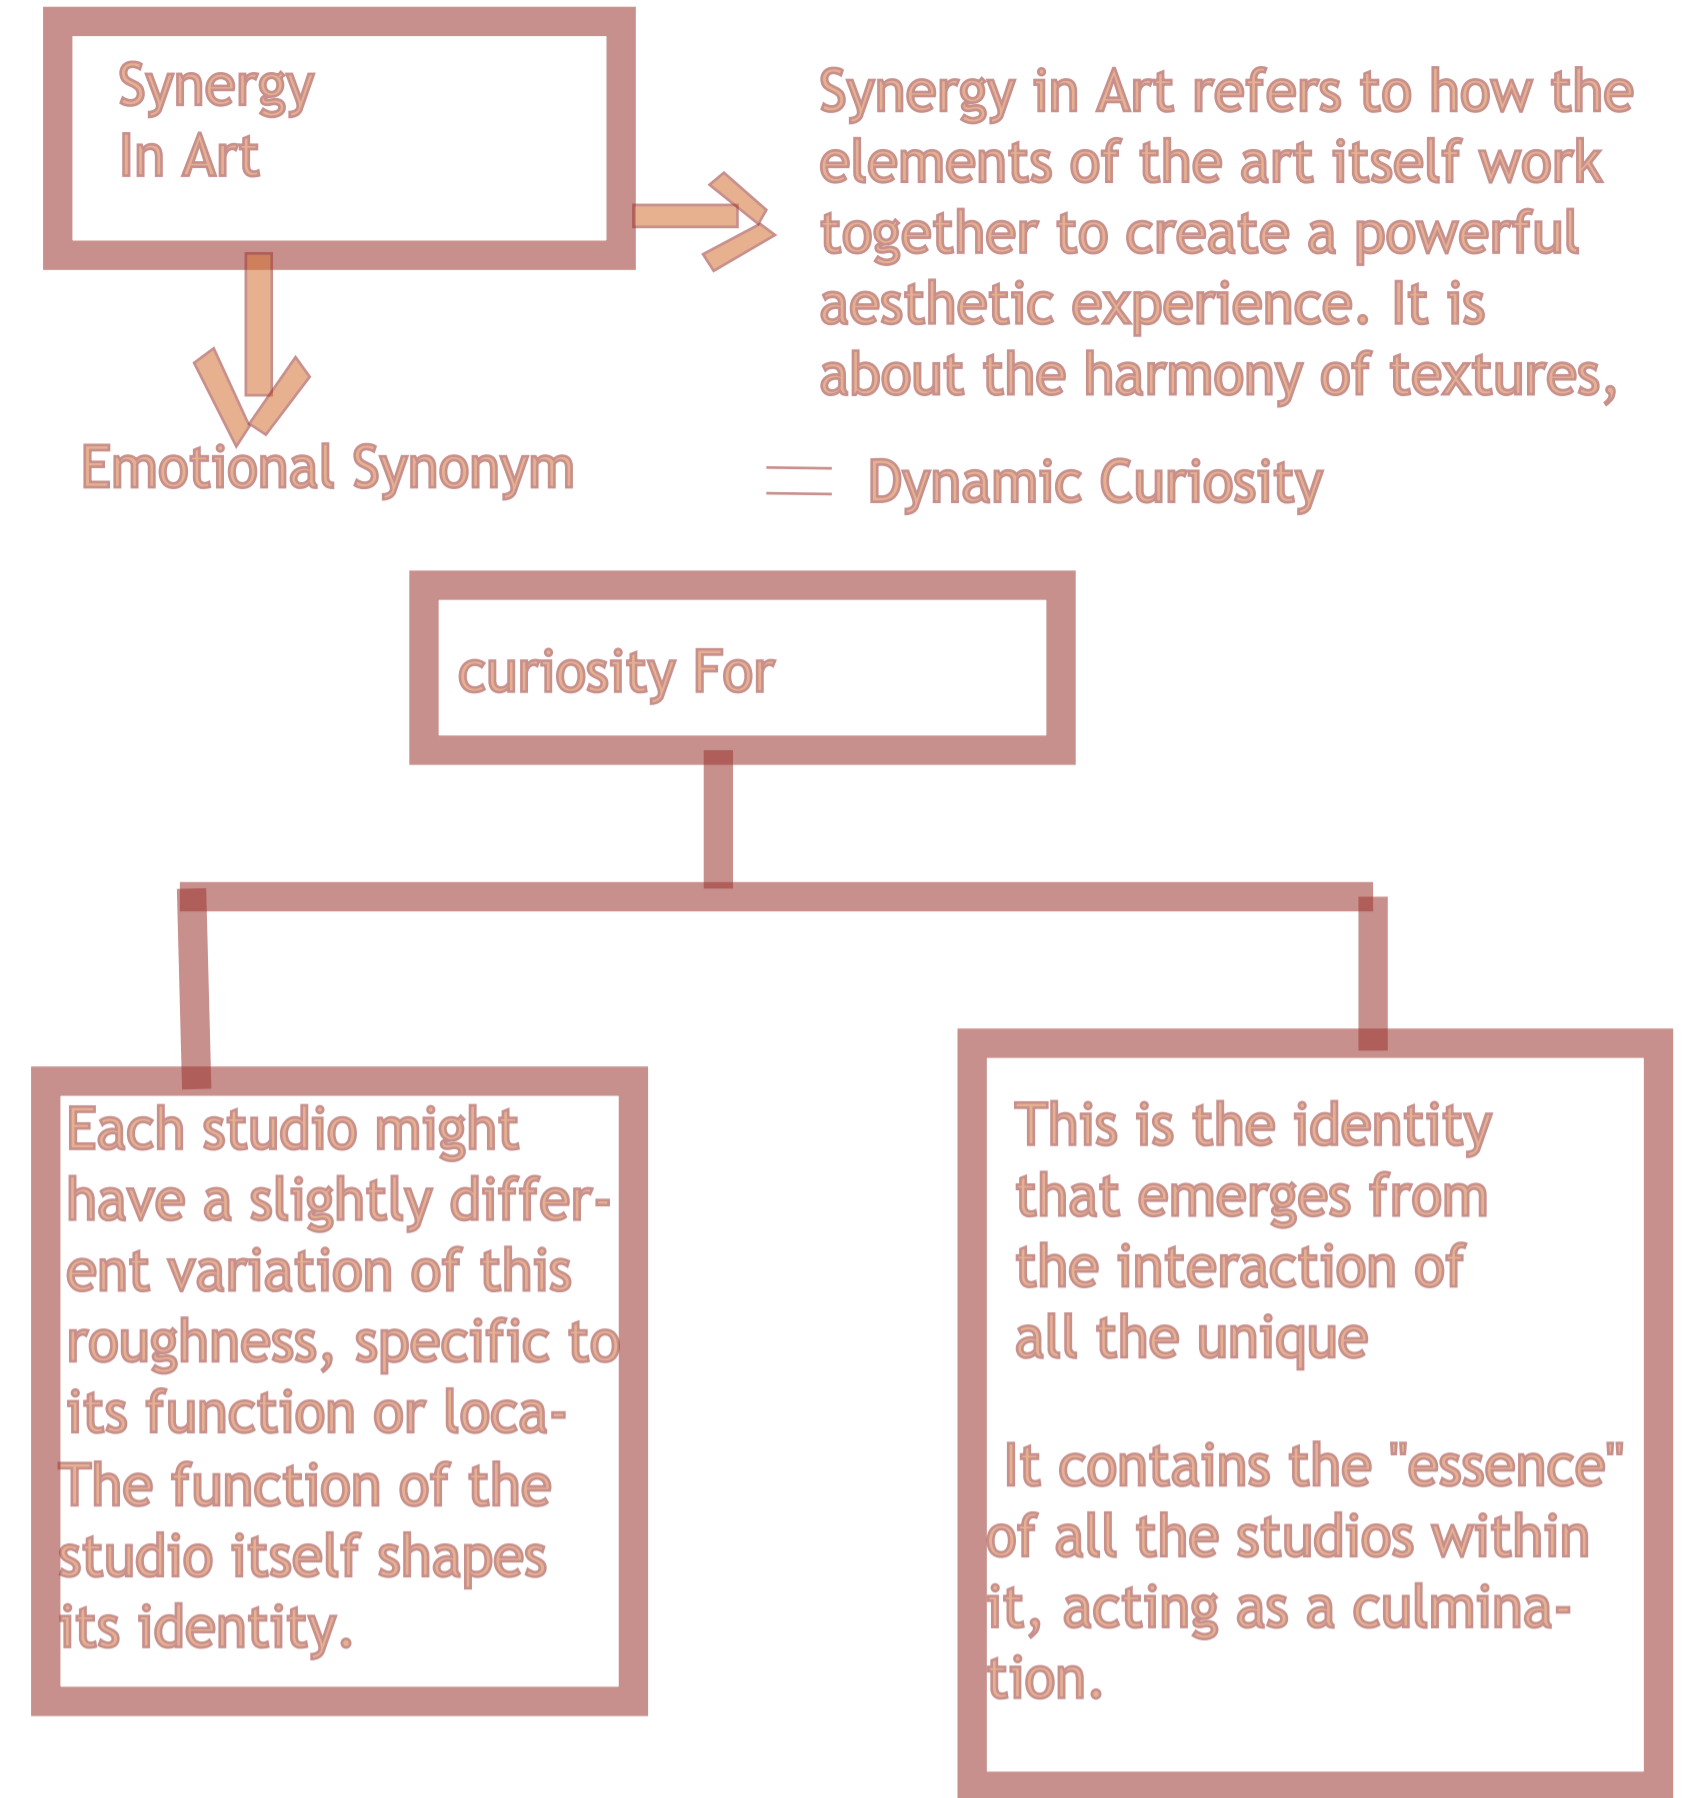 Synergy
In Art
Synergy in Art refers to how the
elements of the art itself work
together to create a powerful
aesthetic experience. It is
about the harmony of textures,
Emotional Synonym
= Dynamic Curiosity
curiosity For
Each studio might
have a slightly differ-
ent variation of this
roughness, specific to
its function or loca-
The function of the
studio itself shapes
its identity.
This is the identity
that emerges from
the interaction of
all the unique
It contains the "essence"
of all the studios within
it, acting as a culmina-
tion.